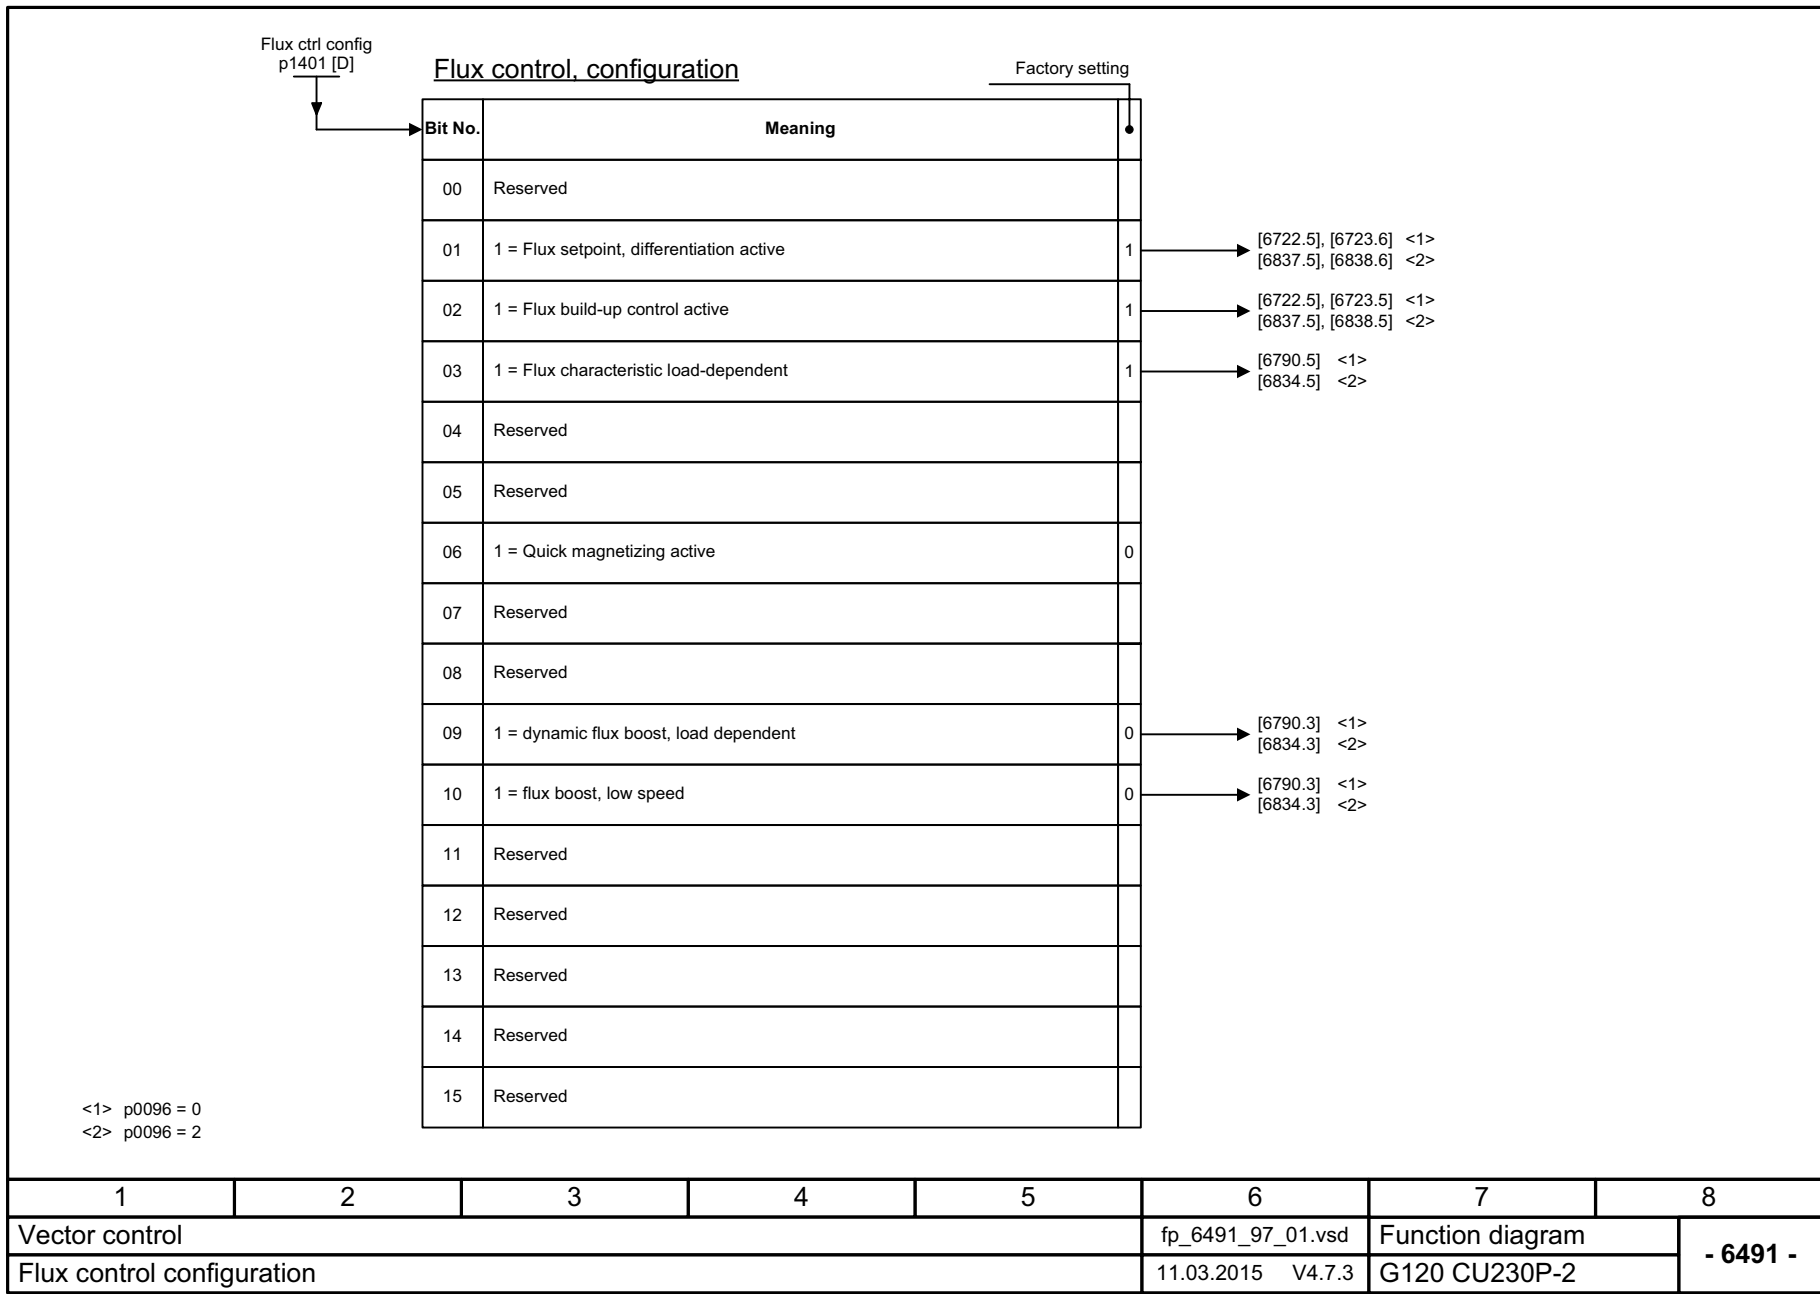 Flux ctrl config
p1401 [D]
Flux control, configuration
Factory setting
Bit No. Meaning
00 Reserved
01 1 = Flux setpoint, differentiation active 1 [6722.5], [6723.6] <1>
[6837.5], [6838.6] <2>
02 1 = Flux build-up control active 1 [6722.5], [6723.5] <1>
[6837.5], [6838.5] <2>
03 1 = Flux characteristic load-dependent 1 [6790.5] <1>
[6834.5] <2>
04 Reserved
05 Reserved
06 1 = Quick magnetizing active 0
07 Reserved
08 Reserved
09 1 = dynamic flux boost, load dependent 0 [6790.3] <1>
[6834.3] <2>
10 1 = flux boost, low speed 0 [6790.3] <1>
[6834.3] <2>
11 Reserved
12 Reserved
13 Reserved
14 Reserved
15 Reserved
<1> p0096 = 0
<2> p0096 = 2
1 2 3 4 5 6 7 8
Vector control fp_6491_97_01.vsd Function diagram - 6491 -
Flux control configuration 11.03.2015 V4.7.3 G120 CU230P-2